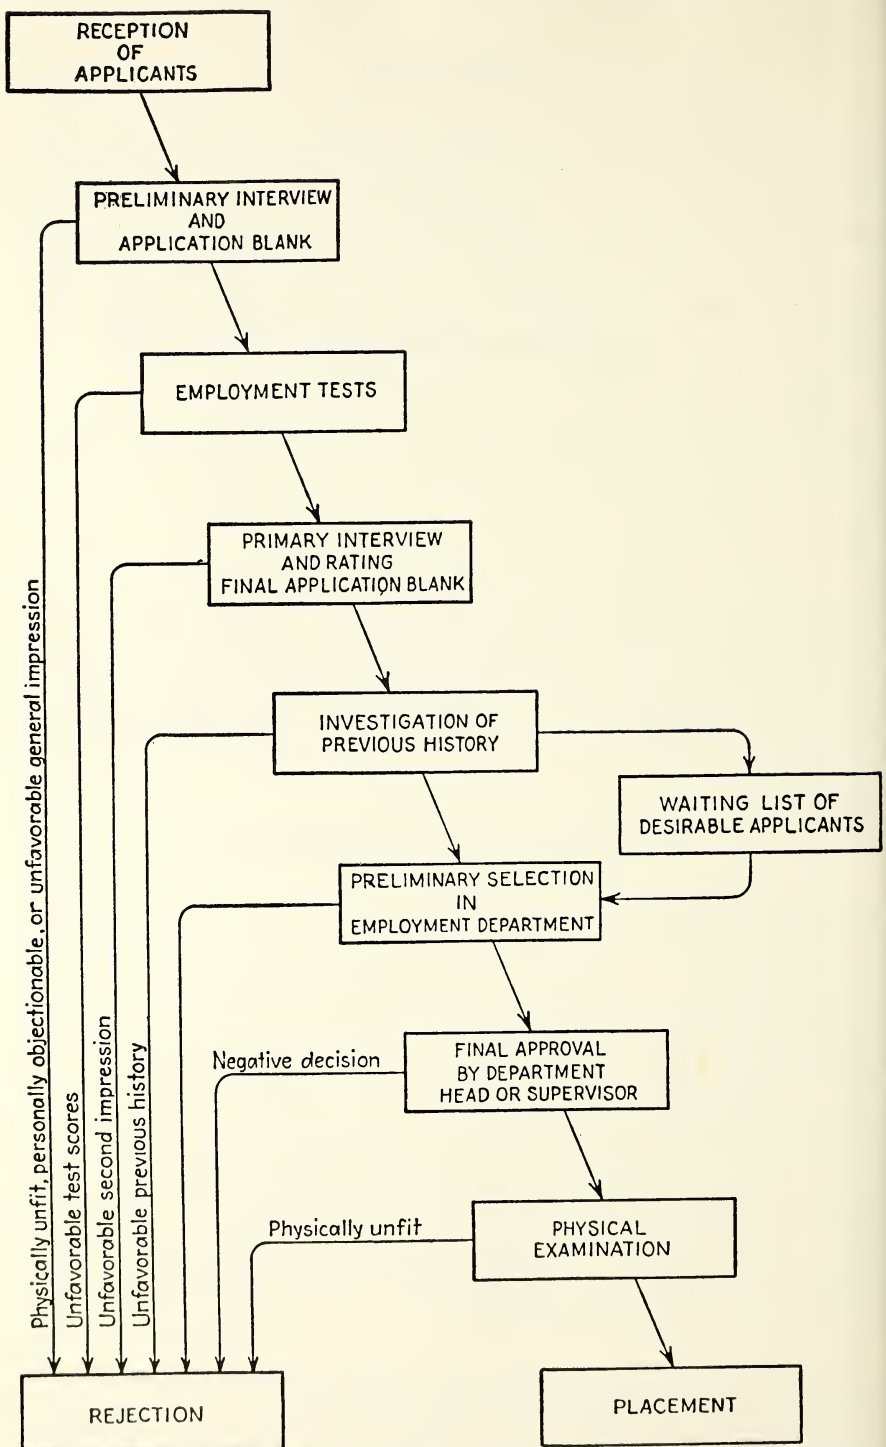 RECEPTION
OF
APPLICANTS
PRELIMINARY INTERVIEW
AND
APPLICATION BLANK
EMPLOYMENT TESTS
PRIMARY INTERVIEW
AND RATING
FINAL APPLICATION BLANK
INVESTIGATION OF
PREVIOUS HISTORY
WAITING LIST OF
DESIRABLE APPLICANTS
PRELIMINARY SELECTION
IN
EMPLOYMENT DEPARTMENT
FINAL APPROVAL
BY DEPARTMENT
HEAD OR SUPERVISOR
Negative decision
PHYSICAL
EXAMINATION
Physically unfit
Physically unfit, personally objectionable, or unfavorable general impression
Unfavorable test scores
Unfavorable second impression
Unfavorable previous history
REJECTION
PLACEMENT